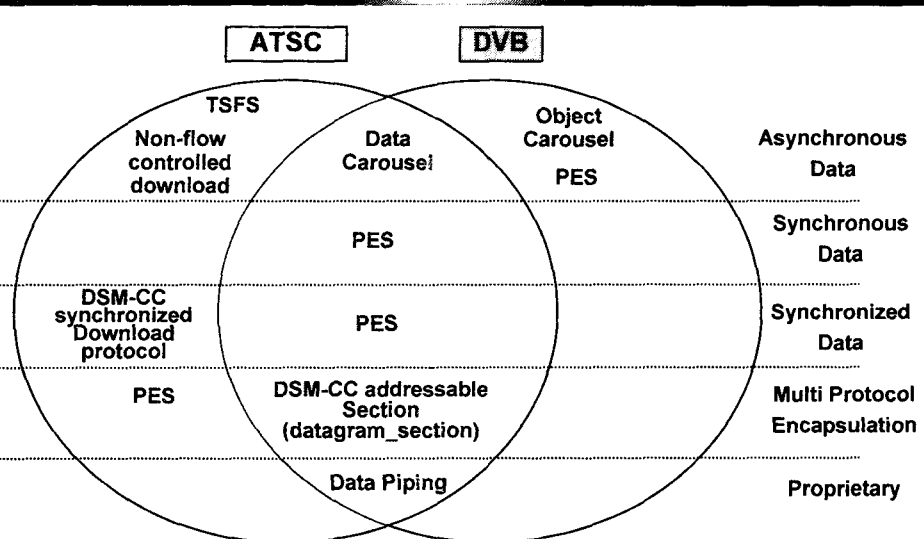 ATSC
DVB
TSFS
Non-flow
controlled
download
Data
Carousel
Object
Carousel
PES
Asynchronous
Data
PES
Synchronous
Data
DSM-CC
synchronized
Download
protocol
PES
Synchronized
Data
PES
DSM-CC addressable
Section
(datagram_section)
Multi Protocol
Encapsulation
Data Piping
Proprietary